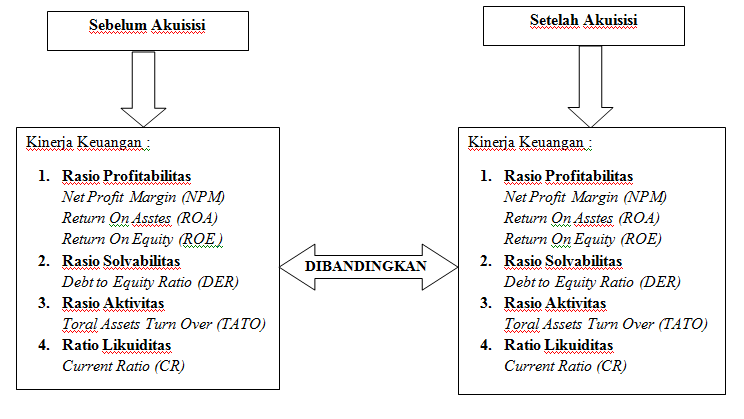 Sebelum Akuisisi
Kinerja Keuangan :
1. Rasio Profitabilitas
Net Profit Margin (NPM)
Return On Asstes (ROA)
Return On Equity (ROE )
2. Rasio Solvabilitas
Debt to Equity Ratio (DER)
3. Rasio Aktivitas
Toral Assets Turn Over (TATO)
4. Ratio Likuiditas
Current Ratio (CR)
DIBANDINGKAN
Setelah Akuisisi
Kinerja Keuangan :
1. Rasio Profitabilitas
Net Profit Margin (NPM)
Return On Asstes (ROA)
Return On Equity (ROE)
2. Rasio Solvabilitas
Debt to Equity Ratio (DER)
3. Rasio Aktivitas
Toral Assets Turn Over (TATO)
4. Ratio Likuiditas
Current Ratio (CR)